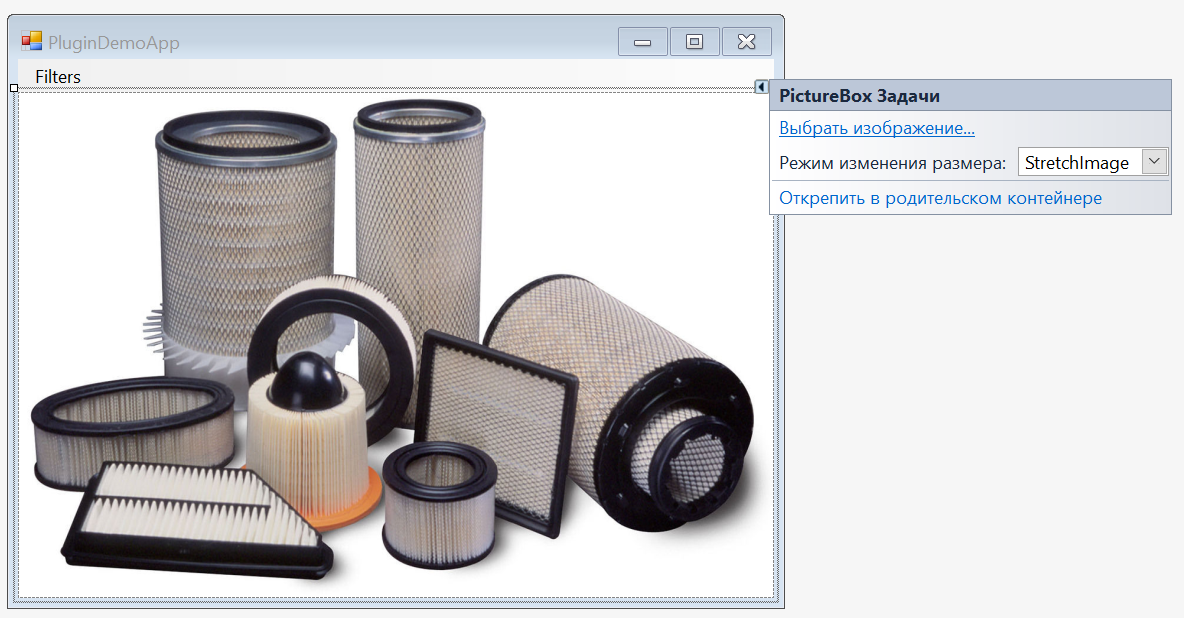 PluginDemoApp
Filters
PictureBox Задачи
Выбрать изображение...
Режим изменения размера: StretchImage
Открепить в родительском контейнере